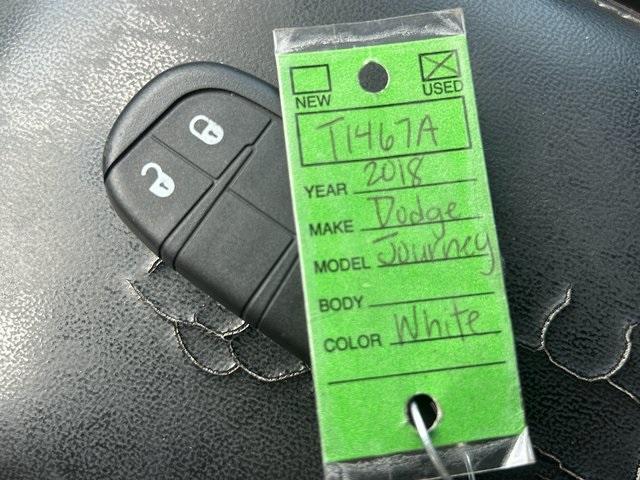 NEW USED
T1467A
YEAR 2018
MAKE Dodge
MODEL Journey
BODY
COLOR White